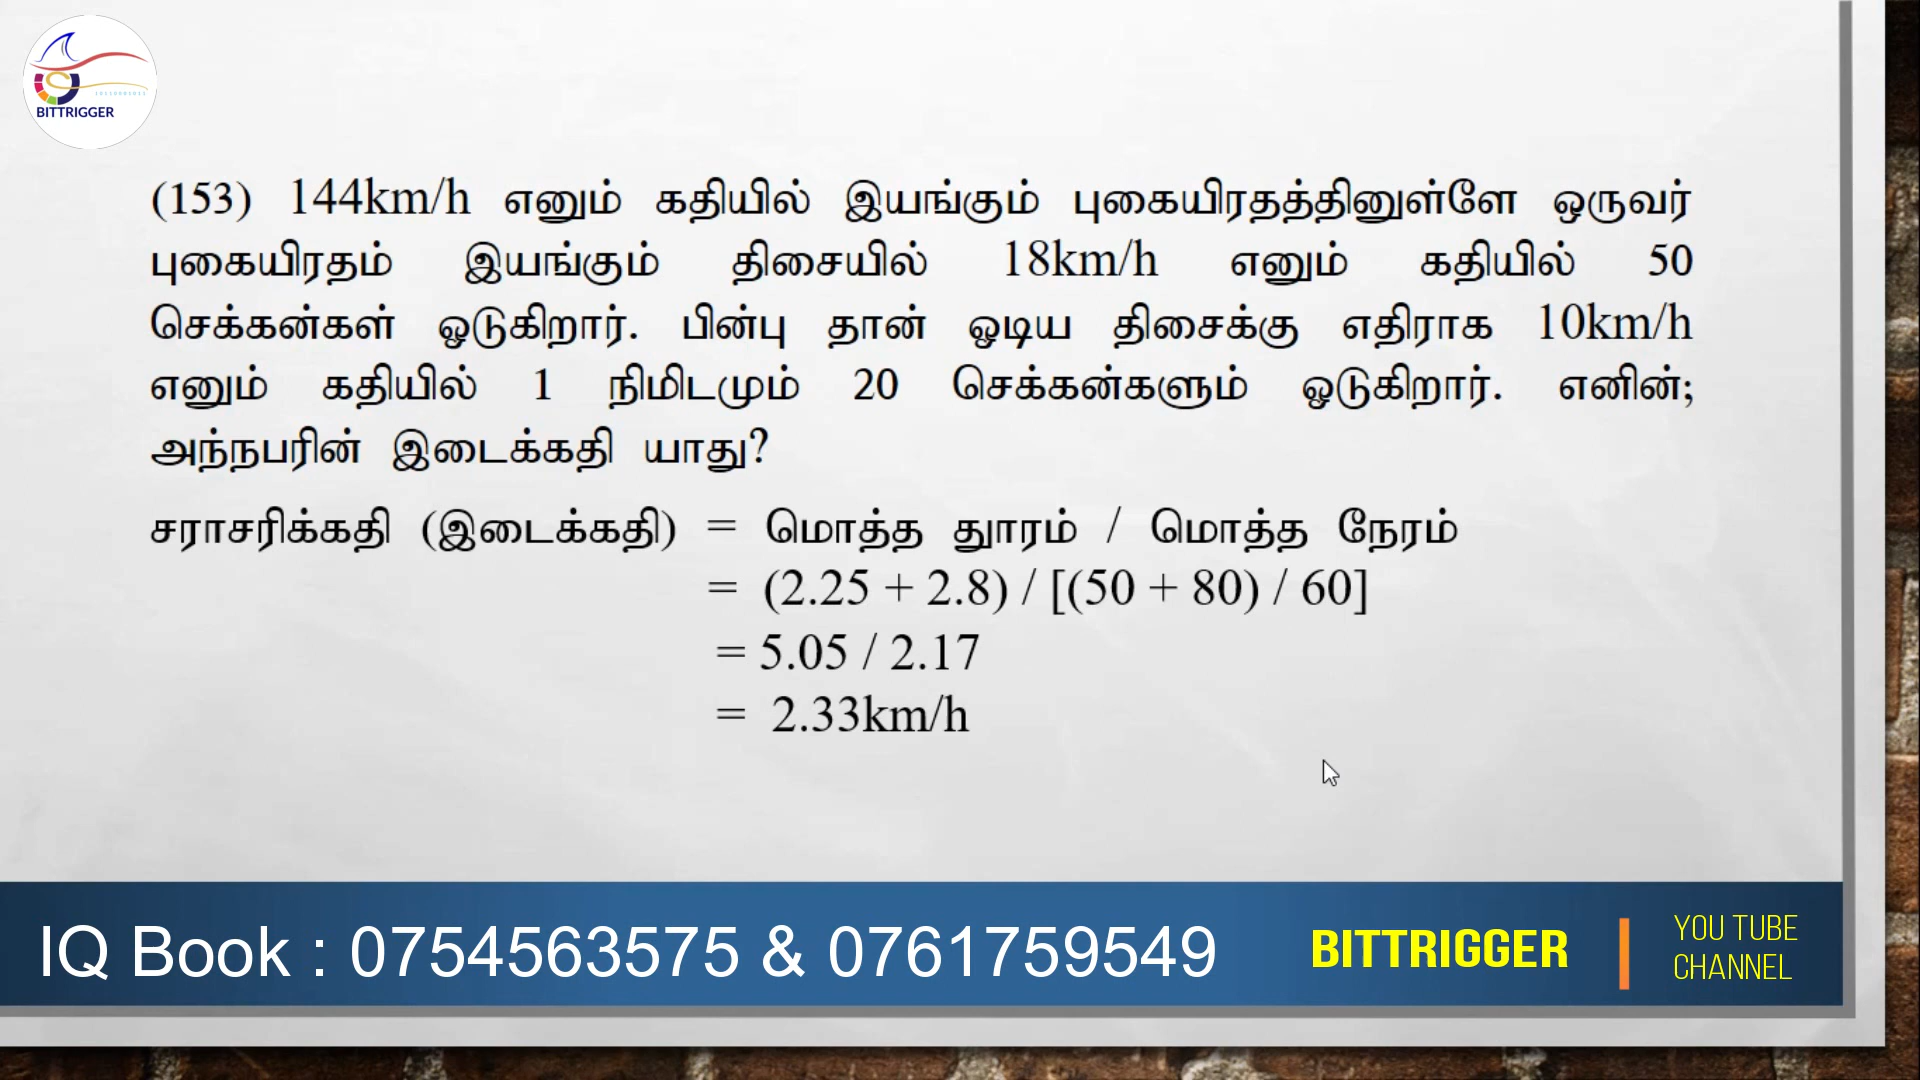 BITTRIGGER
(153) 144km/h எனும் கதியில் இயங்கும் புகையிரதத்தினுள்ளே ஒருவர்
புகையிரதம் இயங்கும் திசையில் 18km/h எனும் கதியில் 50
செக்கன்கள் ஓடுகிறார். பின்பு தான் ஓடிய திசைக்கு எதிராக 10km/h
எனும் கதியில் 1 நிமிடமும் 20 செக்கன்களும் ஓடுகிறார். எனின்;
அந்நபரின் இடைக்கதி யாது?
சராசரிக்கதி (இடைக்கதி) = மொத்த தூரம் / மொத்த நேரம்
= (2.25 + 2.8) / [(50 + 80) / 60]
= 5.05 / 2.17
= 2.33km/h
IQ Book : 0754563575 & 0761759549
BITTRIGGER
YOU TUBE
CHANNEL